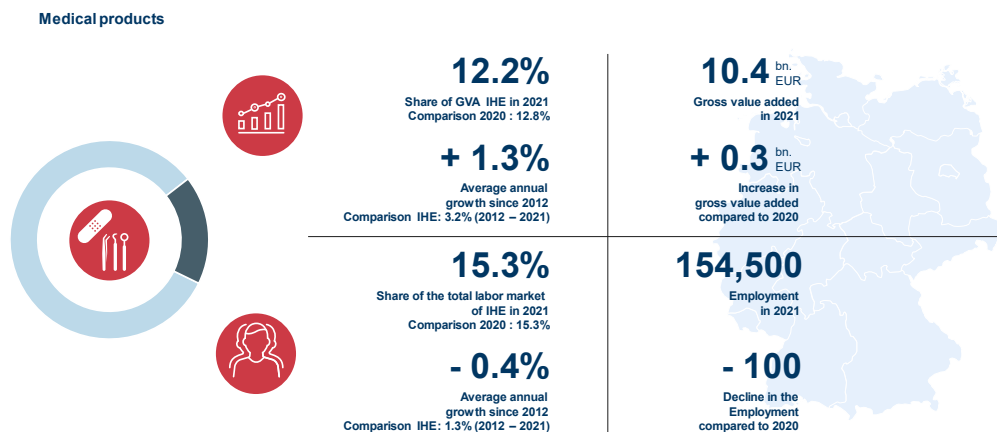 Medical products
12.2%
Share of GVA IHE in 2021
Comparison 2020 : 12.8%
10.4 bn. EUR
Gross value added
in 2021
+ 1.3%
Average annual
growth since 2012
Comparison IHE: 3.2% (2012 – 2021)
+ 0.3 bn. EUR
Increase in
gross value added
compared to 2020
15.3%
Share of the total labor market
of IHE in 2021
Comparison 2020 : 15.3%
154,500
Employment
in 2021
- 0.4%
Average annual
growth since 2012
Comparison IHE: 1.3% (2012 – 2021)
- 100
Decline in the
Employment
compared to 2020